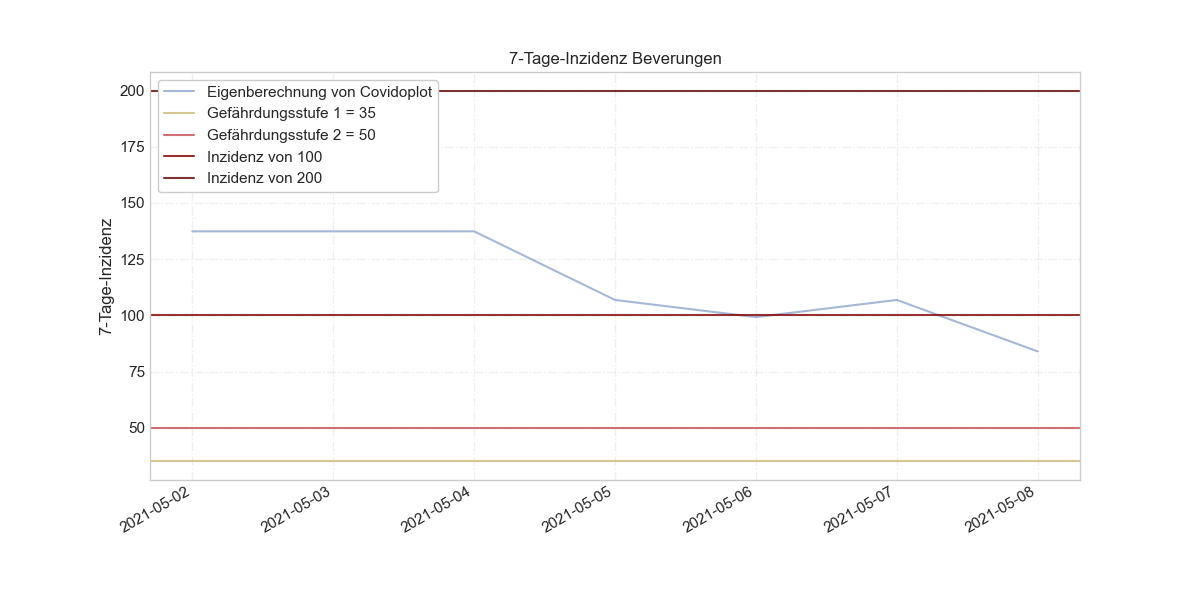 7-Tage-Inzidenz Beverungen
Eigenberechnung von Covidoplot
Gefährdungsstufe 1 = 35
Gefährdungsstufe 2 = 50
Inzidenz von 100
Inzidenz von 200
7-Tage-Inzidenz
200
175
150
125
100
75
50
2021-05-02
2021-05-03
2021-05-04
2021-05-05
2021-05-06
2021-05-07
2021-05-08